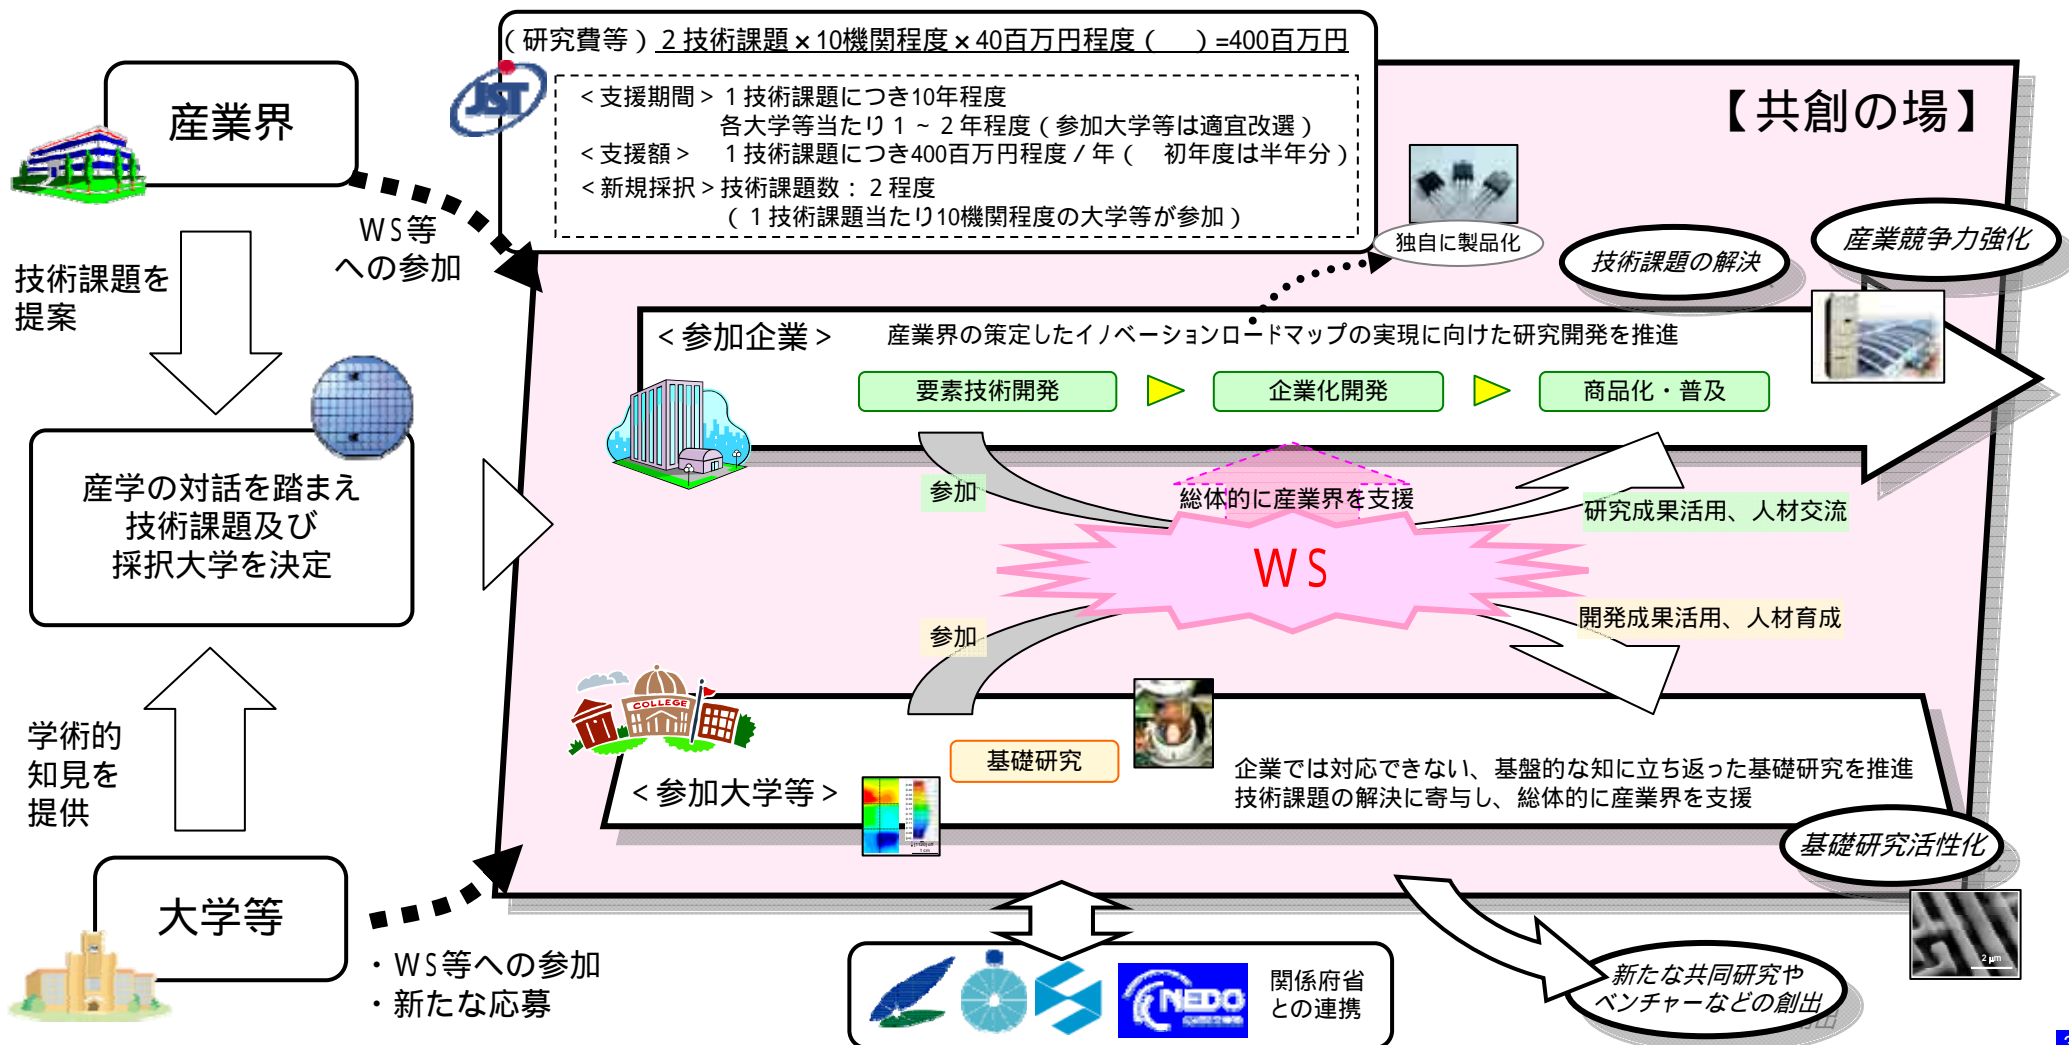 （研究費等）２技術課題×10機関程度×40百万円程度（　）=400百万円
JST
＜支援期間＞１技術課題につき10年程度
各大学等当たり１～２年程度（参加大学等は適宜改選）
＜支援額＞　１技術課題につき400百万円程度／年（　初年度は半年分）
＜新規採択＞技術課題数：２程度
（１技術課題当たり10機関程度の大学等が参加）
【共創の場】
産業界
WS等
への参加
技術課題を
提案
産学の対話を踏まえ
技術課題及び
採択大学を決定
学術的
知見を
提供
大学等
・WS等への参加
・新たな応募
独自に製品化
技術課題の解決
産業競争力強化
＜参加企業＞
産業界の策定したイノベーションロードマップの実現に向けた研究開発を推進
要素技術開発
企業化開発
商品化・普及
参加
総体的に産業界を支援
研究成果活用、人材交流
WS
参加
開発成果活用、人材育成
COLLEGE
基礎研究
＜参加大学等＞
企業では対応できない、基盤的な知に立ち返った基礎研究を推進
技術課題の解決に寄与し、総体的に産業界を支援
基礎研究活性化
2 μm
NEDO
関係府省
との連携
新たな共同研究や
ベンチャーなどの創出